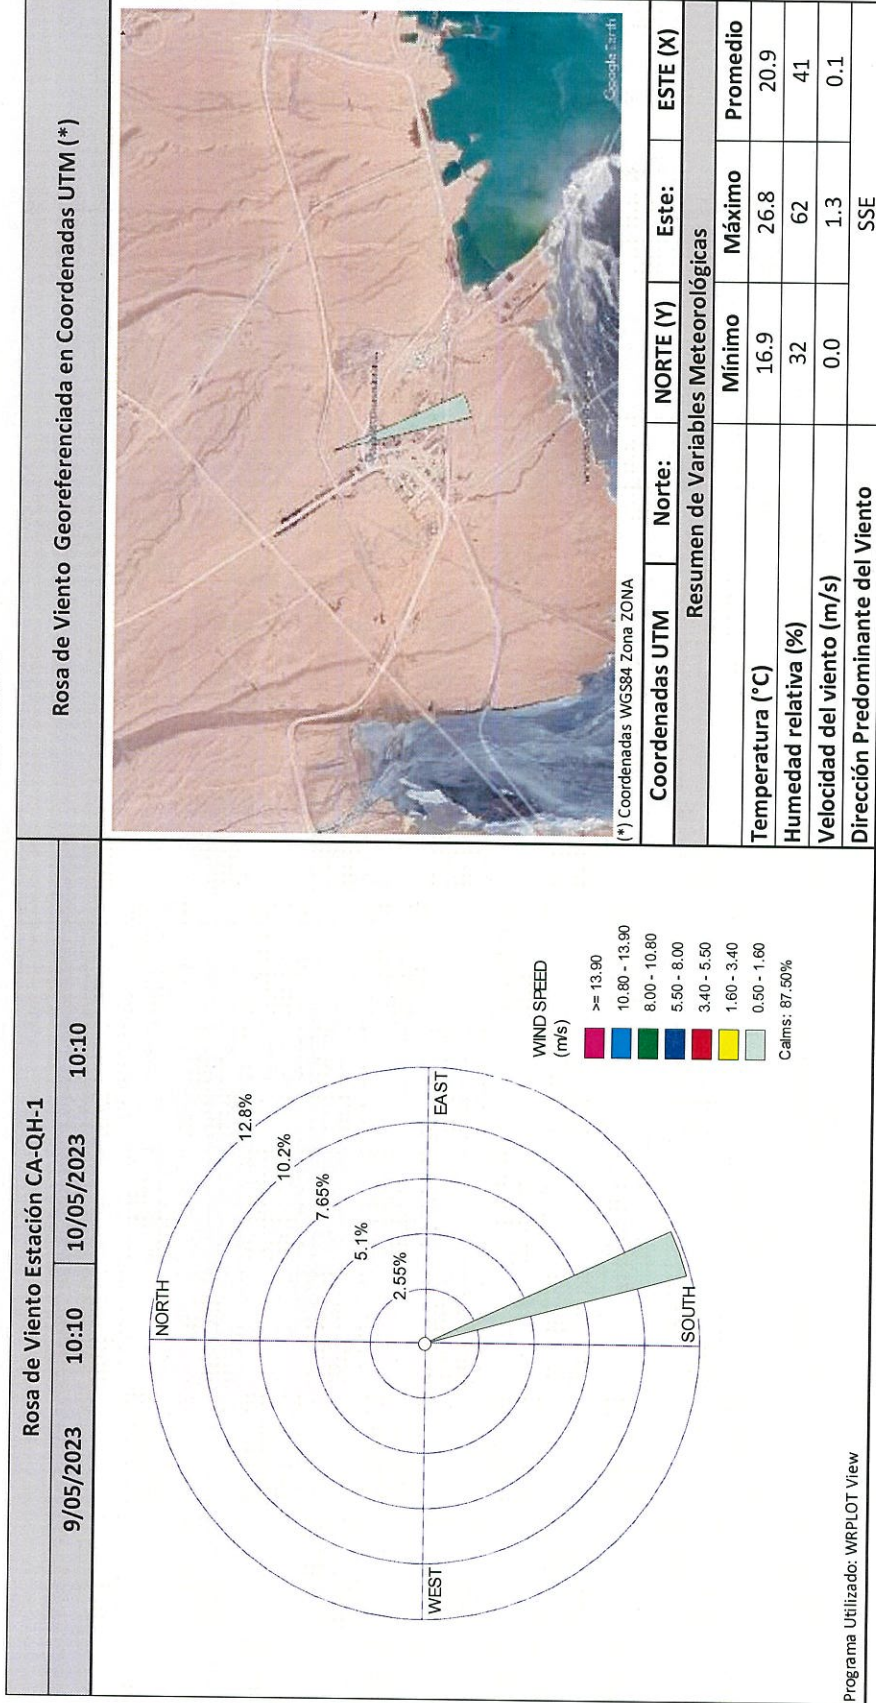 Rosa de Viento Estación CA-QH-1
9/05/2023 10:10 10/05/2023 10:10
NORTH
12.8%
10.2%
7.65%
5.1%
2.55%
WEST
EAST
SOUTH
WIND SPEED
(m/s)
>= 13.90
10.80 - 13.90
8.00 - 10.80
5.50 - 8.00
3.40 - 5.50
1.60 - 3.40
0.50 - 1.60
Calms: 87.50%
Programa Utilizado: WRPLOT View
Rosa de Viento Georeferenciada en Coordenadas UTM (*)
Google Earth
(*) Coordenadas WGS84 Zona ZONA
Coordenadas UTM Norte: NORTE (Y) Este: ESTE (X)
Resumen de Variables Meteorológicas
Mínimo Máximo Promedio
Temperatura (°C) 16.9 26.8 20.9
Humedad relativa (%) 32 62 41
Velocidad del viento (m/s) 0.0 1.3 0.1
Dirección Predominante del Viento SSE